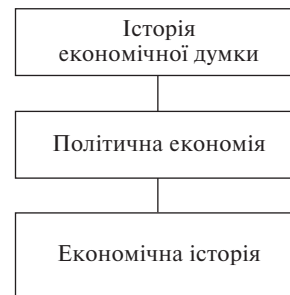 Історія
економічної думки
Політична економія
Економічна історія